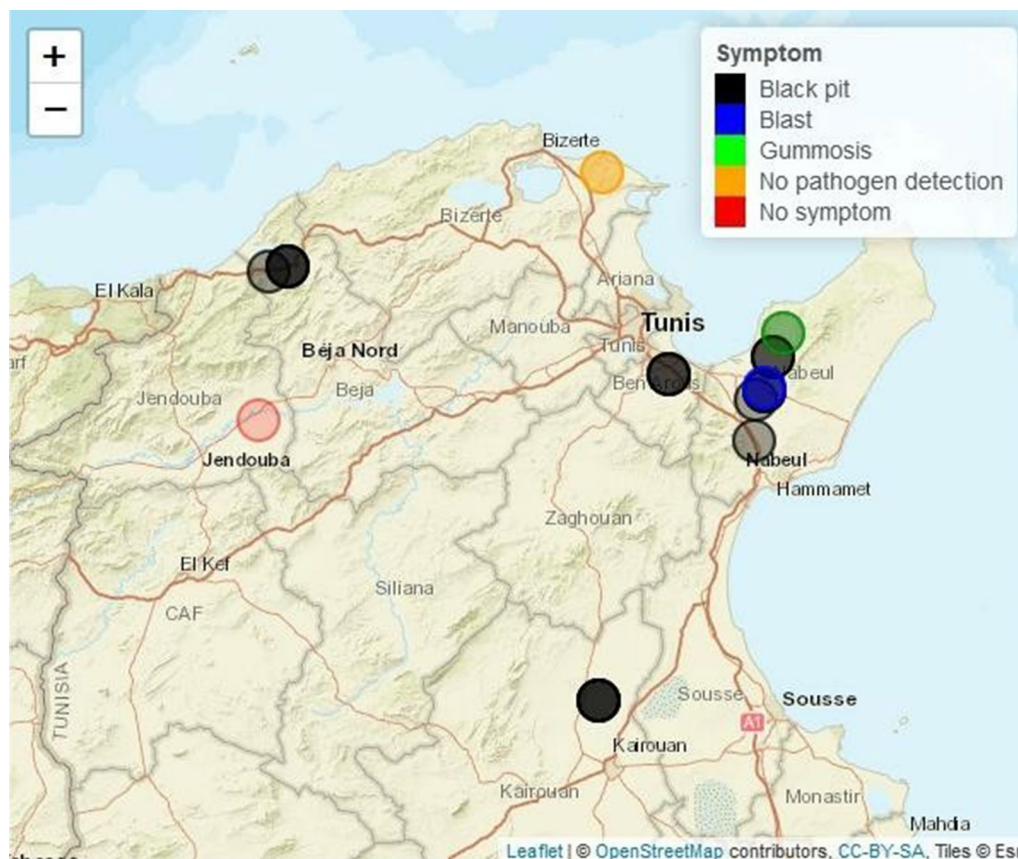 +
−
Symptom
Black pit
Blast
Gummosis
No pathogen detection
No symptom
Bizerte
Bizerte
El Kala
Ariana
Manouba
Tunis
Tunis
Béja Nord
Ben Arous
Nabeul
Beja
Jendouba
Jendouba
Nabeul
Hammamet
Zaghouan
El Kef
Siliana
CAF
TUNISIA
Sousse
Sousse
A1
Kairouan
Kairouan
Monastir
Mahdia
Leaflet | © OpenStreetMap contributors, CC-BY-SA, Tiles © Es